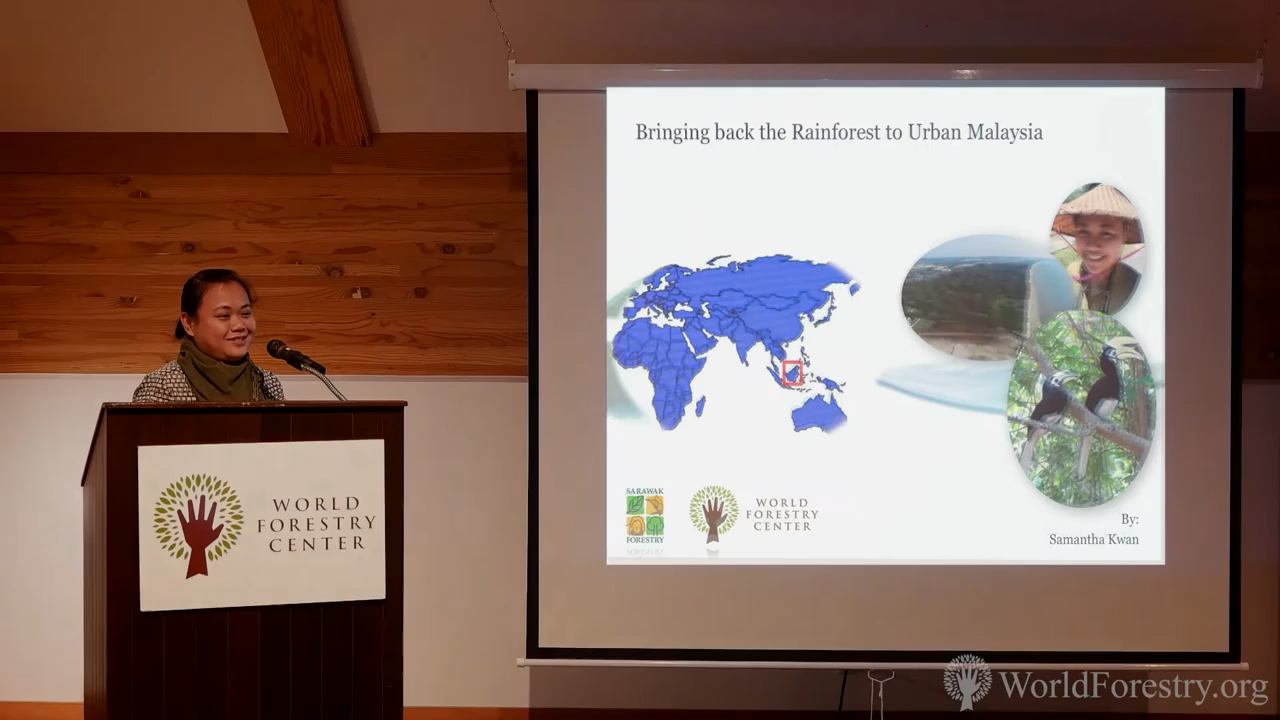 Bringing back the Rainforest to Urban Malaysia
SARAWAK
FORESTRY
WORLD
FORESTRY
CENTER
By:
Samantha Kwan
WORLD
FORESTRY
CENTER
WorldForestry.org